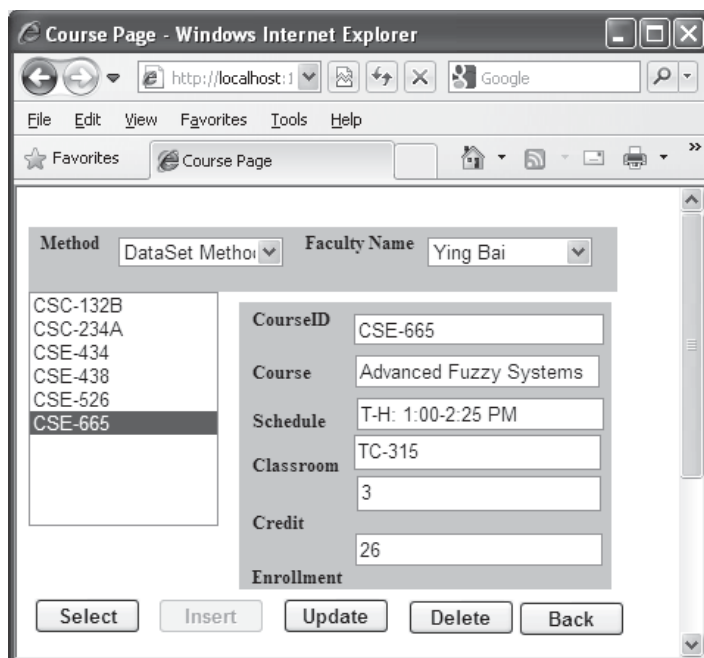 Course Page - Windows Internet Explorer
http://localhost:1
Google
File Edit View Favorites Tools Help
Favorites
Course Page
»
Method DataSet Metho Faculty Name Ying Bai
CSC-132B
CSC-234A
CSE-434
CSE-438
CSE-526
CSE-665
CourseID CSE-665
Course Advanced Fuzzy Systems
Schedule T-H: 1:00-2:25 PM
Classroom TC-315
Credit 3
Enrollment 26
Select Insert Update Delete Back